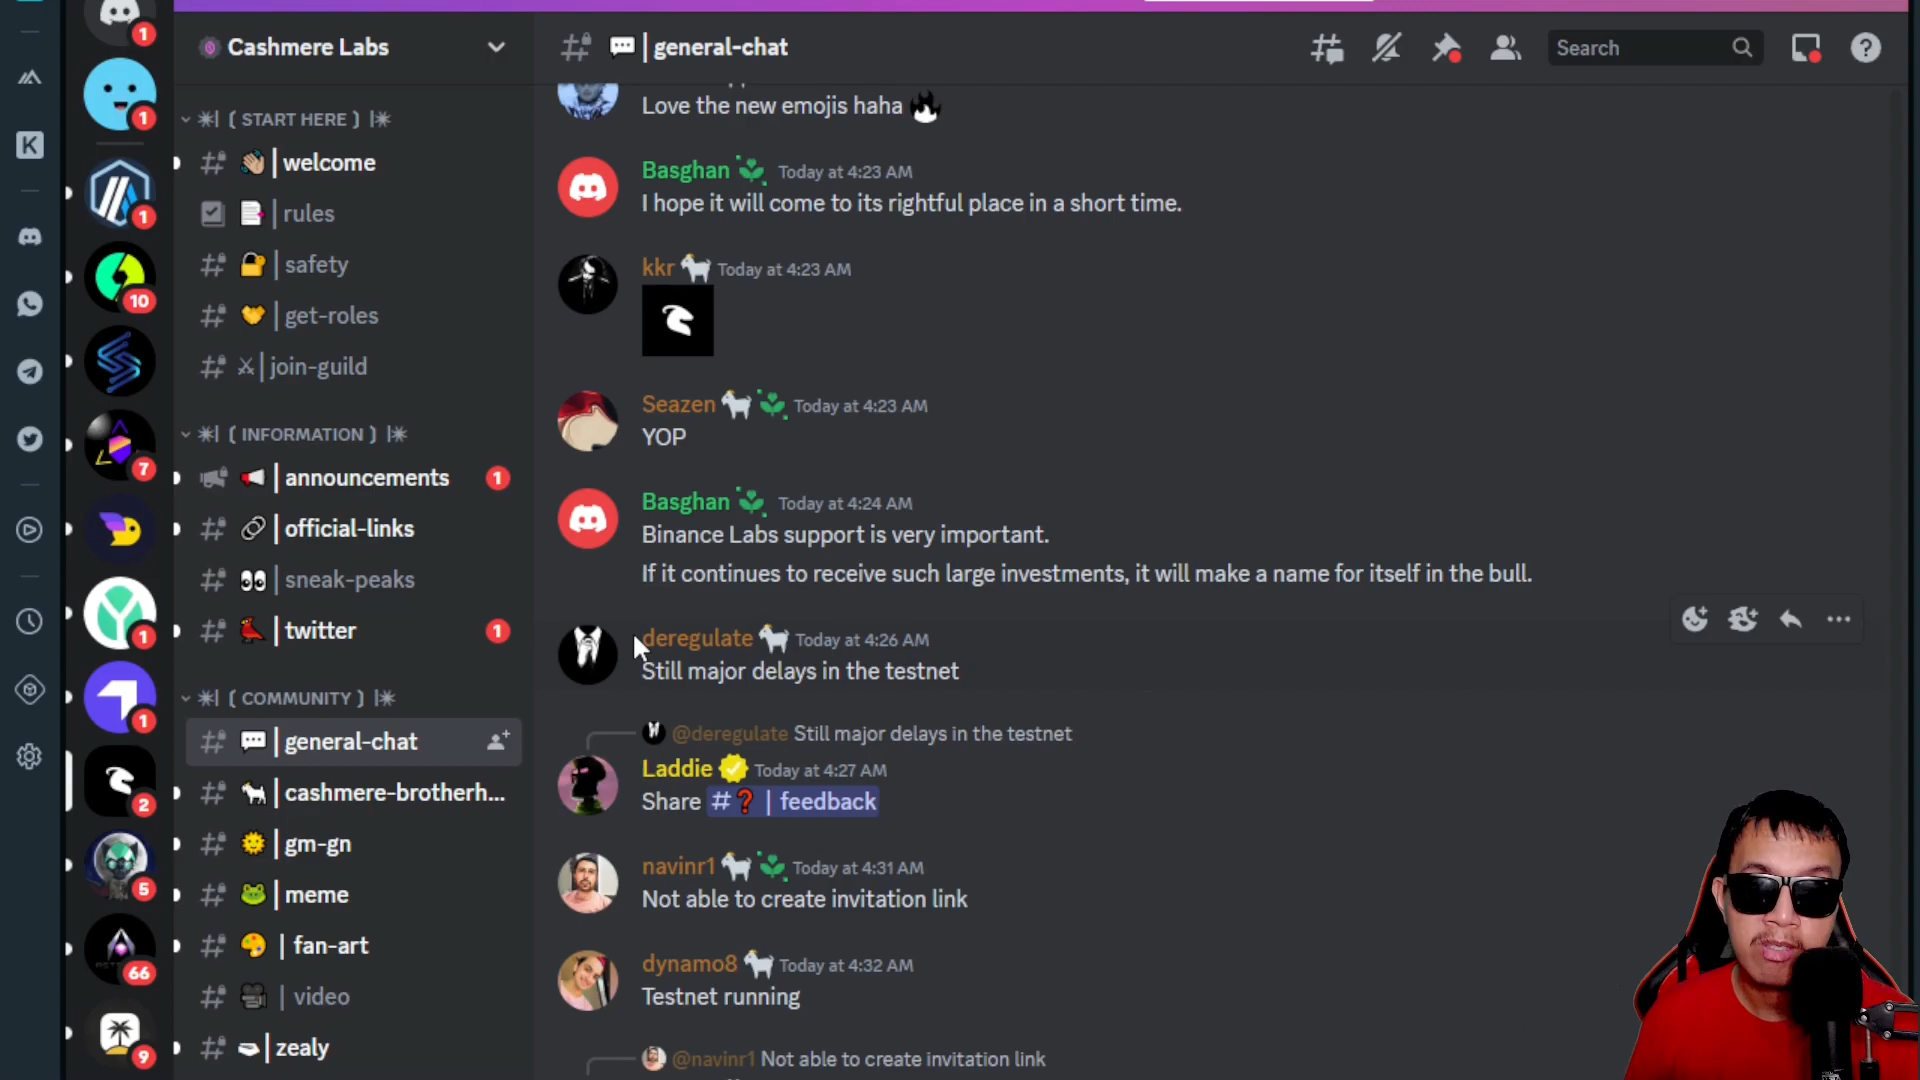 Cashmere Labs
| general-chat
Search
1
1
1
10
7
1
1
2
5
66
9
K
( START HERE )
| welcome
| rules
| safety
| get-roles
| join-guild
( INFORMATION )
| announcements 1
| official-links
| sneak-peaks
| twitter 1
( COMMUNITY )
| general-chat
| cashmere-brotherh...
| gm-gn
| meme
| fan-art
| video
| zealy
Love the new emojis haha
Basghan Today at 4:23 AM
I hope it will come to its rightful place in a short time.
kkr Today at 4:23 AM
Seazen Today at 4:23 AM
YOP
Basghan Today at 4:24 AM
Binance Labs support is very important.
If it continues to receive such large investments, it will make a name for itself in the bull.
deregulate Today at 4:26 AM
Still major delays in the testnet
@deregulate Still major delays in the testnet
Laddie Today at 4:27 AM
Share #❓ | feedback
navinr1 Today at 4:31 AM
Not able to create invitation link
dynamo8 Today at 4:32 AM
Testnet running
@navinr1 Not able to create invitation link